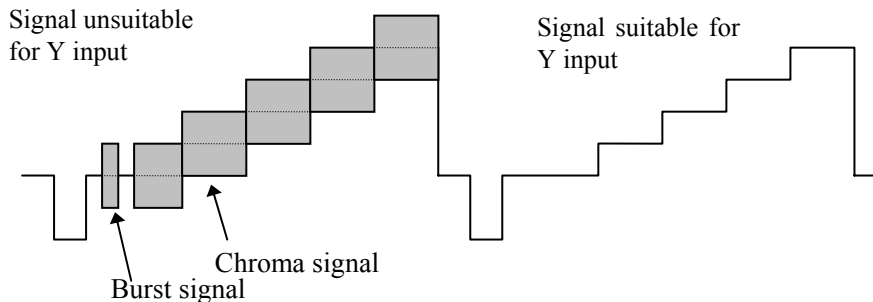 Signal unsuitable
for Y input
Signal suitable for
Y input
Chroma signal
Burst signal